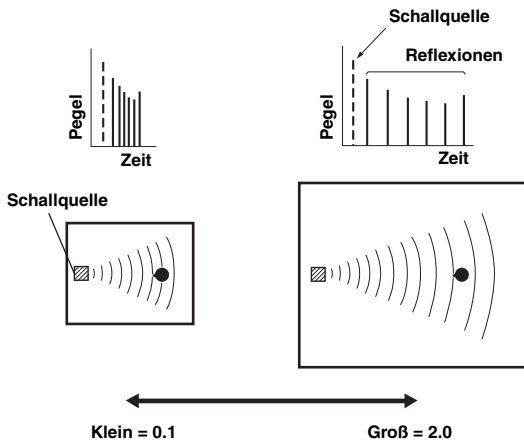 Schallquelle
Reflexionen
Pegel
Zeit
Pegel
Zeit
Schallquelle
Klein = 0.1
Groß = 2.0